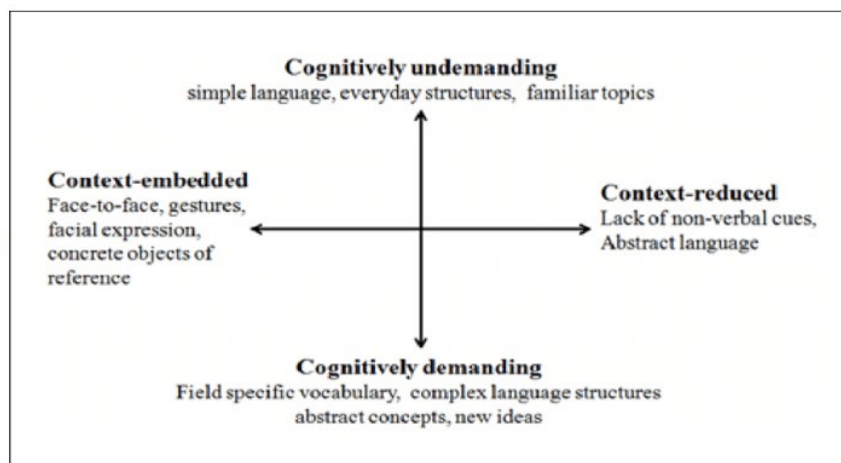 Cognitively undemanding
simple language, everyday structures, familiar topics
Context-embedded
Face-to-face, gestures,
facial expression,
concrete objects of
reference
Context-reduced
Lack of non-verbal cues,
Abstract language
Cognitively demanding
Field specific vocabulary, complex language structures
abstract concepts, new ideas